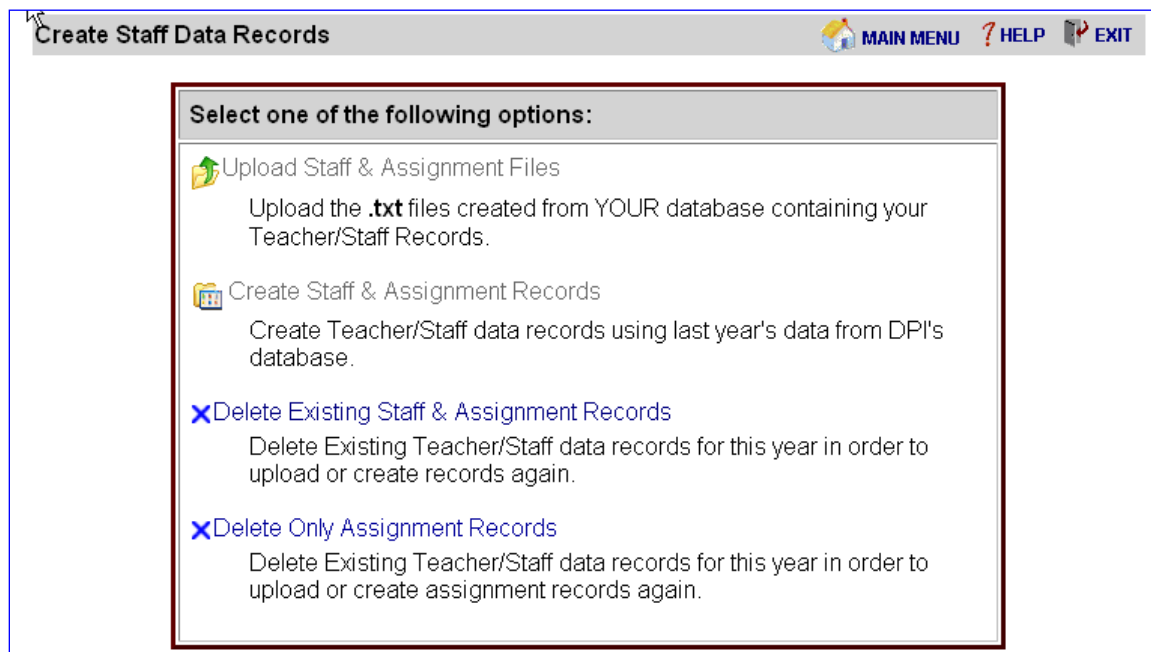 Create Staff Data Records MAIN MENU ? HELP EXIT
Select one of the following options:
Upload Staff & Assignment Files
Upload the .txt files created from YOUR database containing your
Teacher/Staff Records.
Create Staff & Assignment Records
Create Teacher/Staff data records using last year's data from DPI's
database.
Delete Existing Staff & Assignment Records
Delete Existing Teacher/Staff data records for this year in order to
upload or create records again.
Delete Only Assignment Records
Delete Existing Teacher/Staff data records for this year in order to
upload or create assignment records again.